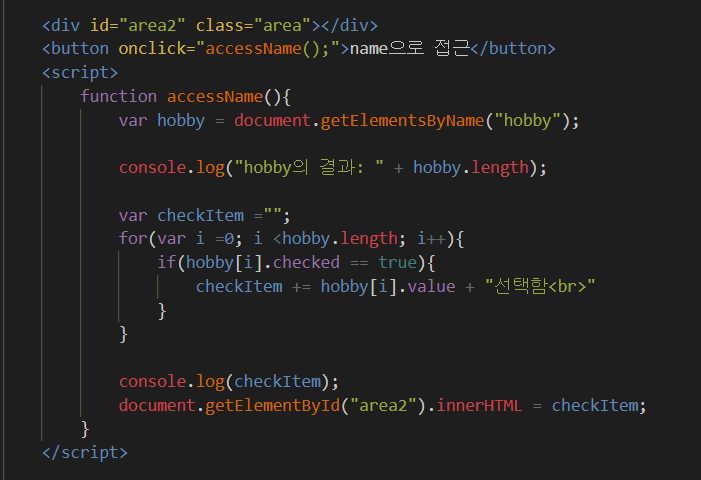 <div id="area2" class="area"></div>
<button onclick="accessName();">name으로 접근</button>
<script>
function accessName(){
var hobby = document.getElementsByName("hobby");
console.log("hobby의 결과: " + hobby.length);
var checkItem ="";
for(var i =0; i <hobby.length; i++){
if(hobby[i].checked == true){
checkItem += hobby[i].value + "선택함<br>"
}
}
console.log(checkItem);
document.getElementById("area2").innerHTML = checkItem;
}
</script>